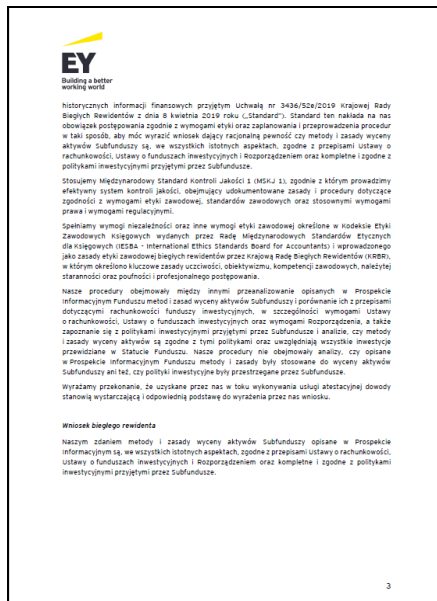 EY
Building a better
working world
historycznych informacji finansowych przyjętym Uchwałą nr 3436/52e/2019 Krajowej Rady
Biegłych Rewidentów z dnia 8 kwietnia 2019 roku („Standard”). Standard ten nakłada na nas
obowiązek postępowania zgodnie z wymogami etyki oraz zaplanowania i przeprowadzenia procedur
w taki sposób, aby móc wyrazić wniosek dający racjonalną pewność czy metody i zasady wyceny
aktywów Subfunduszy są, we wszystkich istotnych aspektach, zgodne z przepisami Ustawy o
rachunkowości, Ustawy o funduszach inwestycyjnych i Rozporządzeniem oraz kompletne i zgodne z
politykami inwestycyjnymi przyjętymi przez Subfundusze.
Stosujemy Międzynarodowy Standard Kontroli Jakości 1 (MSKJ 1), zgodnie z którym prowadzimy
efektywny system kontroli jakości, obejmujący udokumentowane zasady i procedury dotyczące
zgodności z wymogami etyki zawodowej, standardów zawodowych oraz stosownymi wymogami
prawa i wymogami regulacyjnymi.
Spełniamy wymogi niezależności oraz inne wymogi etyki zawodowej określone w Kodeksie Etyki
Zawodowych Księgowych wydanych przez Radę Międzynarodowych Standardów Etycznych
dla Księgowych (IESBA - International Ethics Standards Board for Accountants) i wprowadzonego
jako zasady etyki zawodowej biegłych rewidentów przez Krajową Radę Biegłych Rewidentów (KRBR),
w którym określono kluczowe zasady uczciwości, obiektywizmu, kompetencji zawodowych, należytej
staranności oraz poufności i profesjonalnego postępowania.
Nasze procedury obejmowały między innymi przeanalizowanie opisanych w Prospekcie
Informacyjnym Funduszu metod i zasad wyceny aktywów Subfunduszy i porównanie ich z przepisami
dotyczącymi rachunkowości funduszy inwestycyjnych, w szczególności wymogami Ustawy
o rachunkowości, Ustawy o funduszach inwestycyjnych oraz wymogami Rozporządzenia, a także
zapoznanie się z politykami inwestycyjnymi przyjętymi przez Subfundusze i analizie, czy metody
i zasady wyceny aktywów są zgodne z tymi politykami oraz uwzględniają wszystkie inwestycje
przewidziane w Statucie Funduszu. Nasze procedury nie obejmowały analizy, czy opisane
w Prospekcie Informacyjnym Funduszu metody i zasady były stosowane do wyceny aktywów
Subfunduszy ani też, czy polityki inwestycyjne były przestrzegane przez Subfundusze.
Wyrażamy przekonanie, że uzyskane przez nas w toku wykonywania usługi atestacyjnej dowody
stanowią wystarczającą i odpowiednią podstawę do wyrażenia przez nas wniosku.
Wniosek biegłego rewidenta
Naszym zdaniem metody i zasady wyceny aktywów Subfunduszy opisane w Prospekcie
Informacyjnym są, we wszystkich istotnych aspektach, zgodne z przepisami Ustawy o rachunkowości,
Ustawy o funduszach inwestycyjnych i Rozporządzeniem oraz kompletne i zgodne z politykami
inwestycyjnymi przyjętymi przez Subfundusze.
3